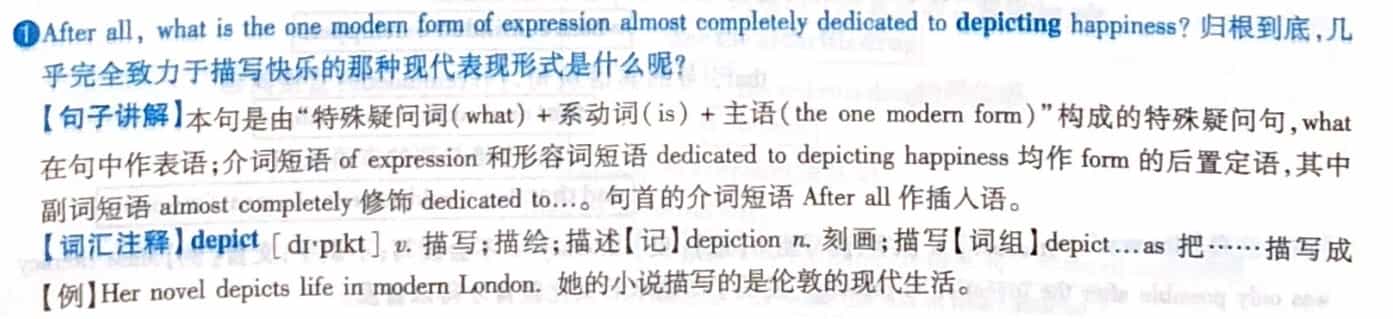 ❶After all, what is the one modern form of expression almost completely dedicated to depicting happiness? 归根到底,几
乎完全致力于描写快乐的那种现代表现形式是什么呢?
【句子讲解】本句是由“特殊疑问词(what) + 系动词(is) + 主语(the one modern form)”构成的特殊疑问句,what
在句中作表语;介词短语 of expression 和形容词短语 dedicated to depicting happiness 均作 form 的后置定语,其中
副词短语 almost completely 修饰 dedicated to…。句首的介词短语 After all 作插入语。
【词汇注释】depict [dɪˈpɪkt] v. 描写;描绘;描述【记】depiction n. 刻画;描写【词组】depict …as 把……描写成
【例】Her novel depicts life in modern London. 她的小说描写的是伦敦的现代生活。